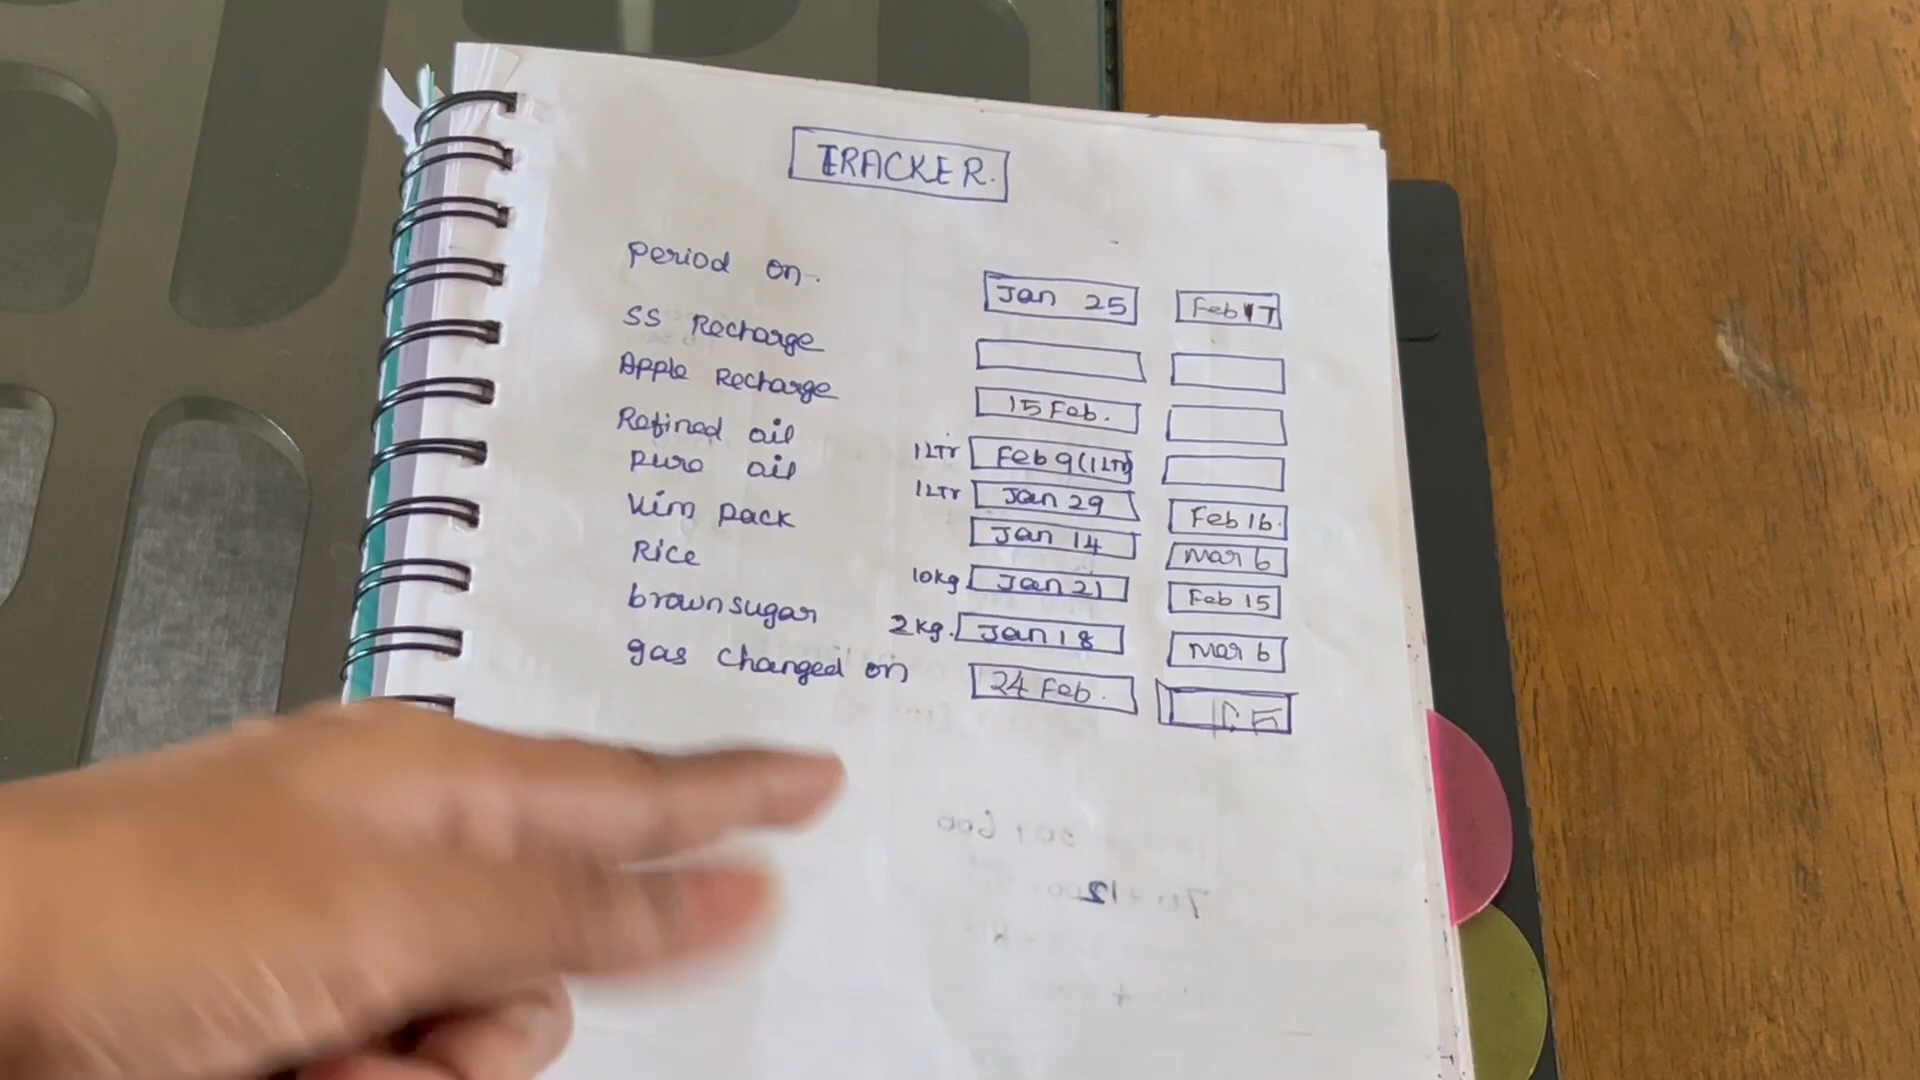 TRACKER.
Period on. Jan 25 Feb 17
SS Recharge
Apple Recharge 15 Feb.
Refined oil 1LTr Feb 9 (1LTr)
Pure oil 1LTr Jan 29 Feb 16.
Vim pack Jan 14 Mar 6
Rice 10kg Jan 21 Feb 15
brown sugar 2kg. Jan 18 Mar 6
gas changed on 24 Feb.